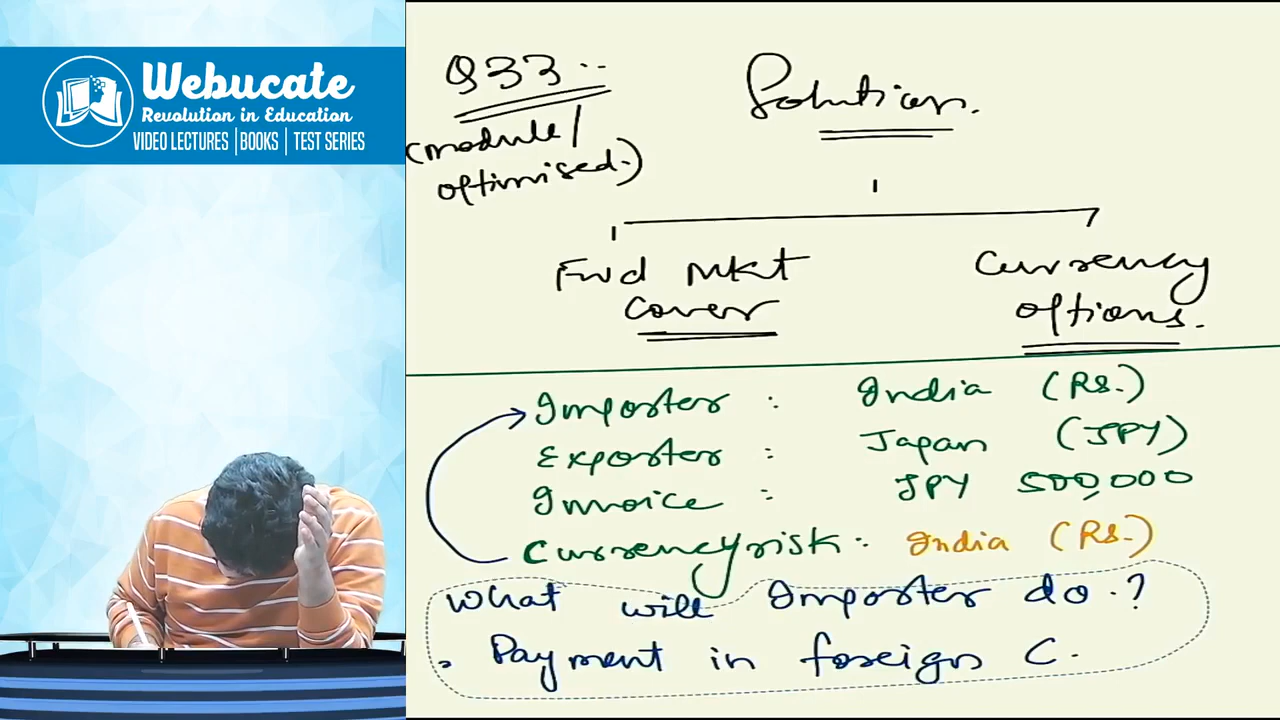 Webucate
Revolution in Education
VIDEO LECTURES | BOOKS | TEST SERIES
Q33:-
(module/
optimised.)
Solution.
Fwd Mkt
cover
Currency
options.
Importer : India (Rs.)
Exporter : Japan (JPY)
Invoice : JPY 500,000
Currency risk : India (Rs.)
What will Importer do.?
Payment in foreign C.